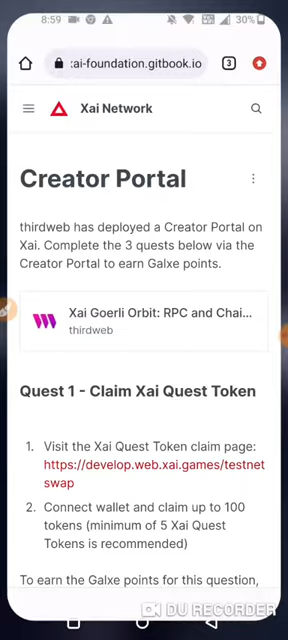 8:59
30%
:ai-foundation.gitbook.io
3
Xai Network
Creator Portal
thirdweb has deployed a Creator Portal on
Xai. Complete the 3 quests below via the
Creator Portal to earn Galxe points.
Xai Goerli Orbit: RPC and Chai...
thirdweb
Quest 1 - Claim Xai Quest Token
1. Visit the Xai Quest Token claim page:
https://develop.web.xai.games/testnet
swap
2. Connect wallet and claim up to 100
tokens (minimum of 5 Xai Quest
Tokens is recommended)
To earn the Galxe points for this question,
DU RECORDER